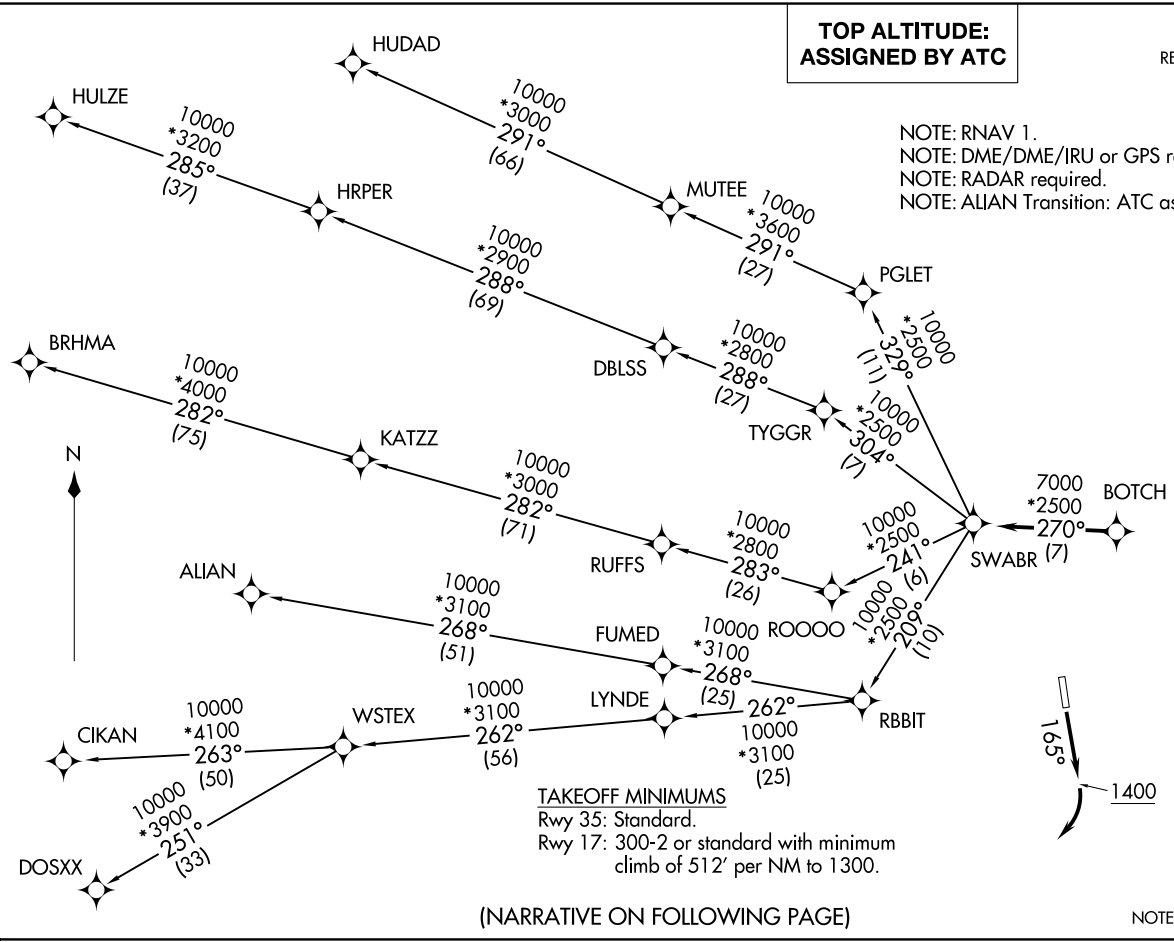 TOP ALTITUDE:
ASSIGNED BY ATC
RE
NOTE: RNAV 1.
NOTE: DME/DME/IRU or GPS r
NOTE: RADAR required.
NOTE: ALIAN Transition: ATC as
HUDAD
10000
*3000
291°
(66)
HULZE
10000
*3200
285°
(37)
HRPER
MUTEE
10000
*3600
291°
(27)
PGLET
10000
*2900
288°
(69)
10000
*2500
329°
(11)
BRHMA
10000
*4000
282°
(75)
DBLSS
10000
*2800
288°
(27)
TYGGR
10000
*2500
304°
(7)
N
KATZZ
10000
*3000
282°
(71)
7000
*2500
270°
(7)
BOTCH
SWABR
RUFFS
10000
*2800
283°
(26)
10000
*2500
241°
(6)
ROOOO
10000
*2500
209°
(10)
ALIAN
10000
*3100
268°
(51)
FUMED
10000
*3100
268°
(25)
RBBIT
CIKAN
10000
*4100
263°
(50)
WSTEX
10000
*3100
262°
(56)
LYNDE
262°
10000
*3100
(25)
165°
1400
10000
*3900
251°
(33)
DOSXX
TAKEOFF MINIMUMS
Rwy 35: Standard.
Rwy 17: 300-2 or standard with minimum
climb of 512' per NM to 1300.
(NARRATIVE ON FOLLOWING PAGE)
NOTE